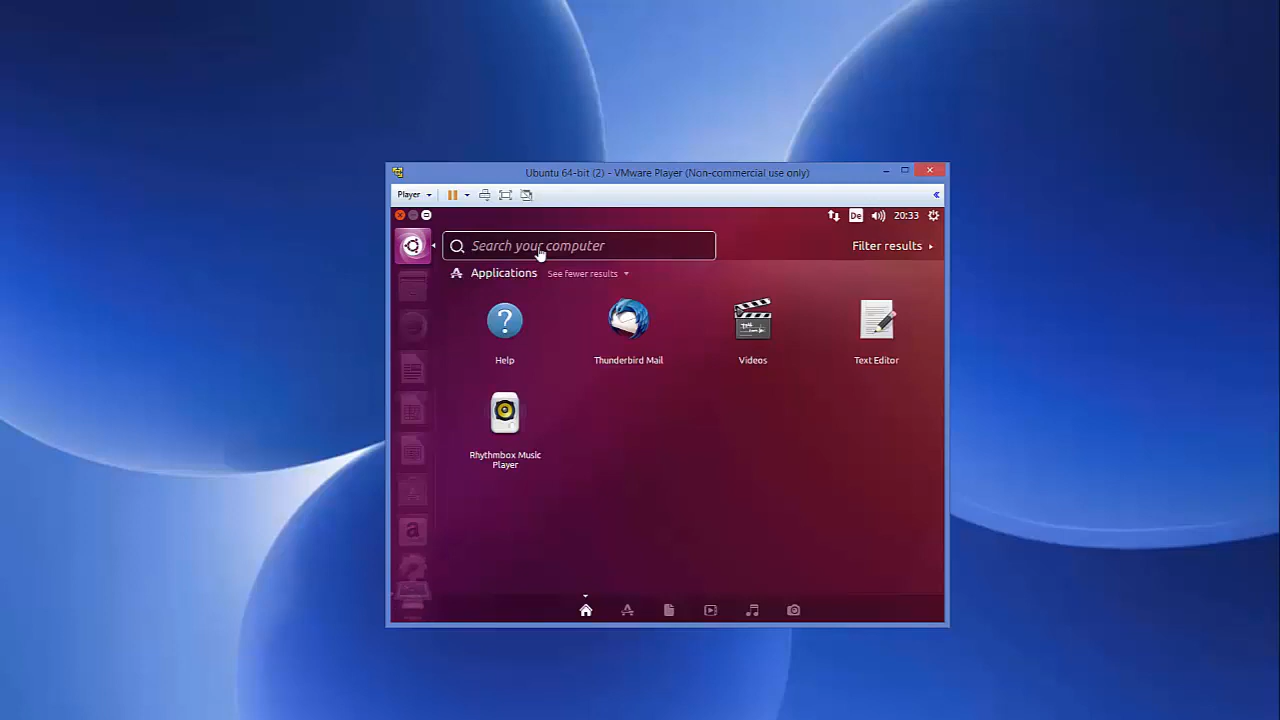 Ubuntu 64-bit (2) - VMware Player (Non-commercial use only)
Player
De
20:33
Search your computer
Filter results
Applications
See fewer results
Help
Thunderbird Mail
Videos
Text Editor
Rhythmbox Music
Player